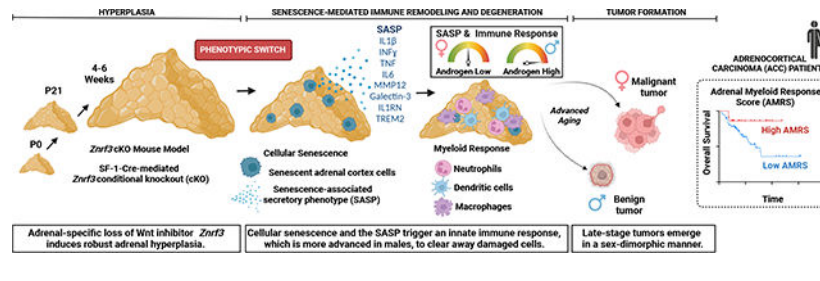 HYPERPLASIA
SENESCENCE-MEDIATED IMMUNE REMODELING AND DEGENERATION
TUMOR FORMATION
PHENOTYPIC SWITCH
4-6
Weeks
P21
P0
Znrf3 cKO Mouse Model
SF-1-Cre-mediated
Znrf3 conditional knockout (cKO)
SASP
IL1β
INFγ
TNF
IL6
MMP12
Galectin-3
IL1RN
TREM2
Cellular Senescence
Senescent adrenal cortex cells
Senescence-associated
secretory phenotype (SASP)
SASP & Immune Response
Androgen Low
Androgen High
Myeloid Response
Neutrophils
Dendritic cells
Macrophages
Advanced
Aging
Malignant
tumor
Benign
tumor
ADRENOCORTICAL
CARCINOMA (ACC) PATIENT
Adrenal Myeloid Response
Score (AMRS)
Overall Survival
High AMRS
Low AMRS
Time
Adrenal-specific loss of Wnt inhibitor Znrf3
induces robust adrenal hyperplasia.
Cellular senescence and the SASP trigger an innate immune response,
which is more advanced in males, to clear away damaged cells.
Late-stage tumors emerge
in a sex-dimorphic manner.